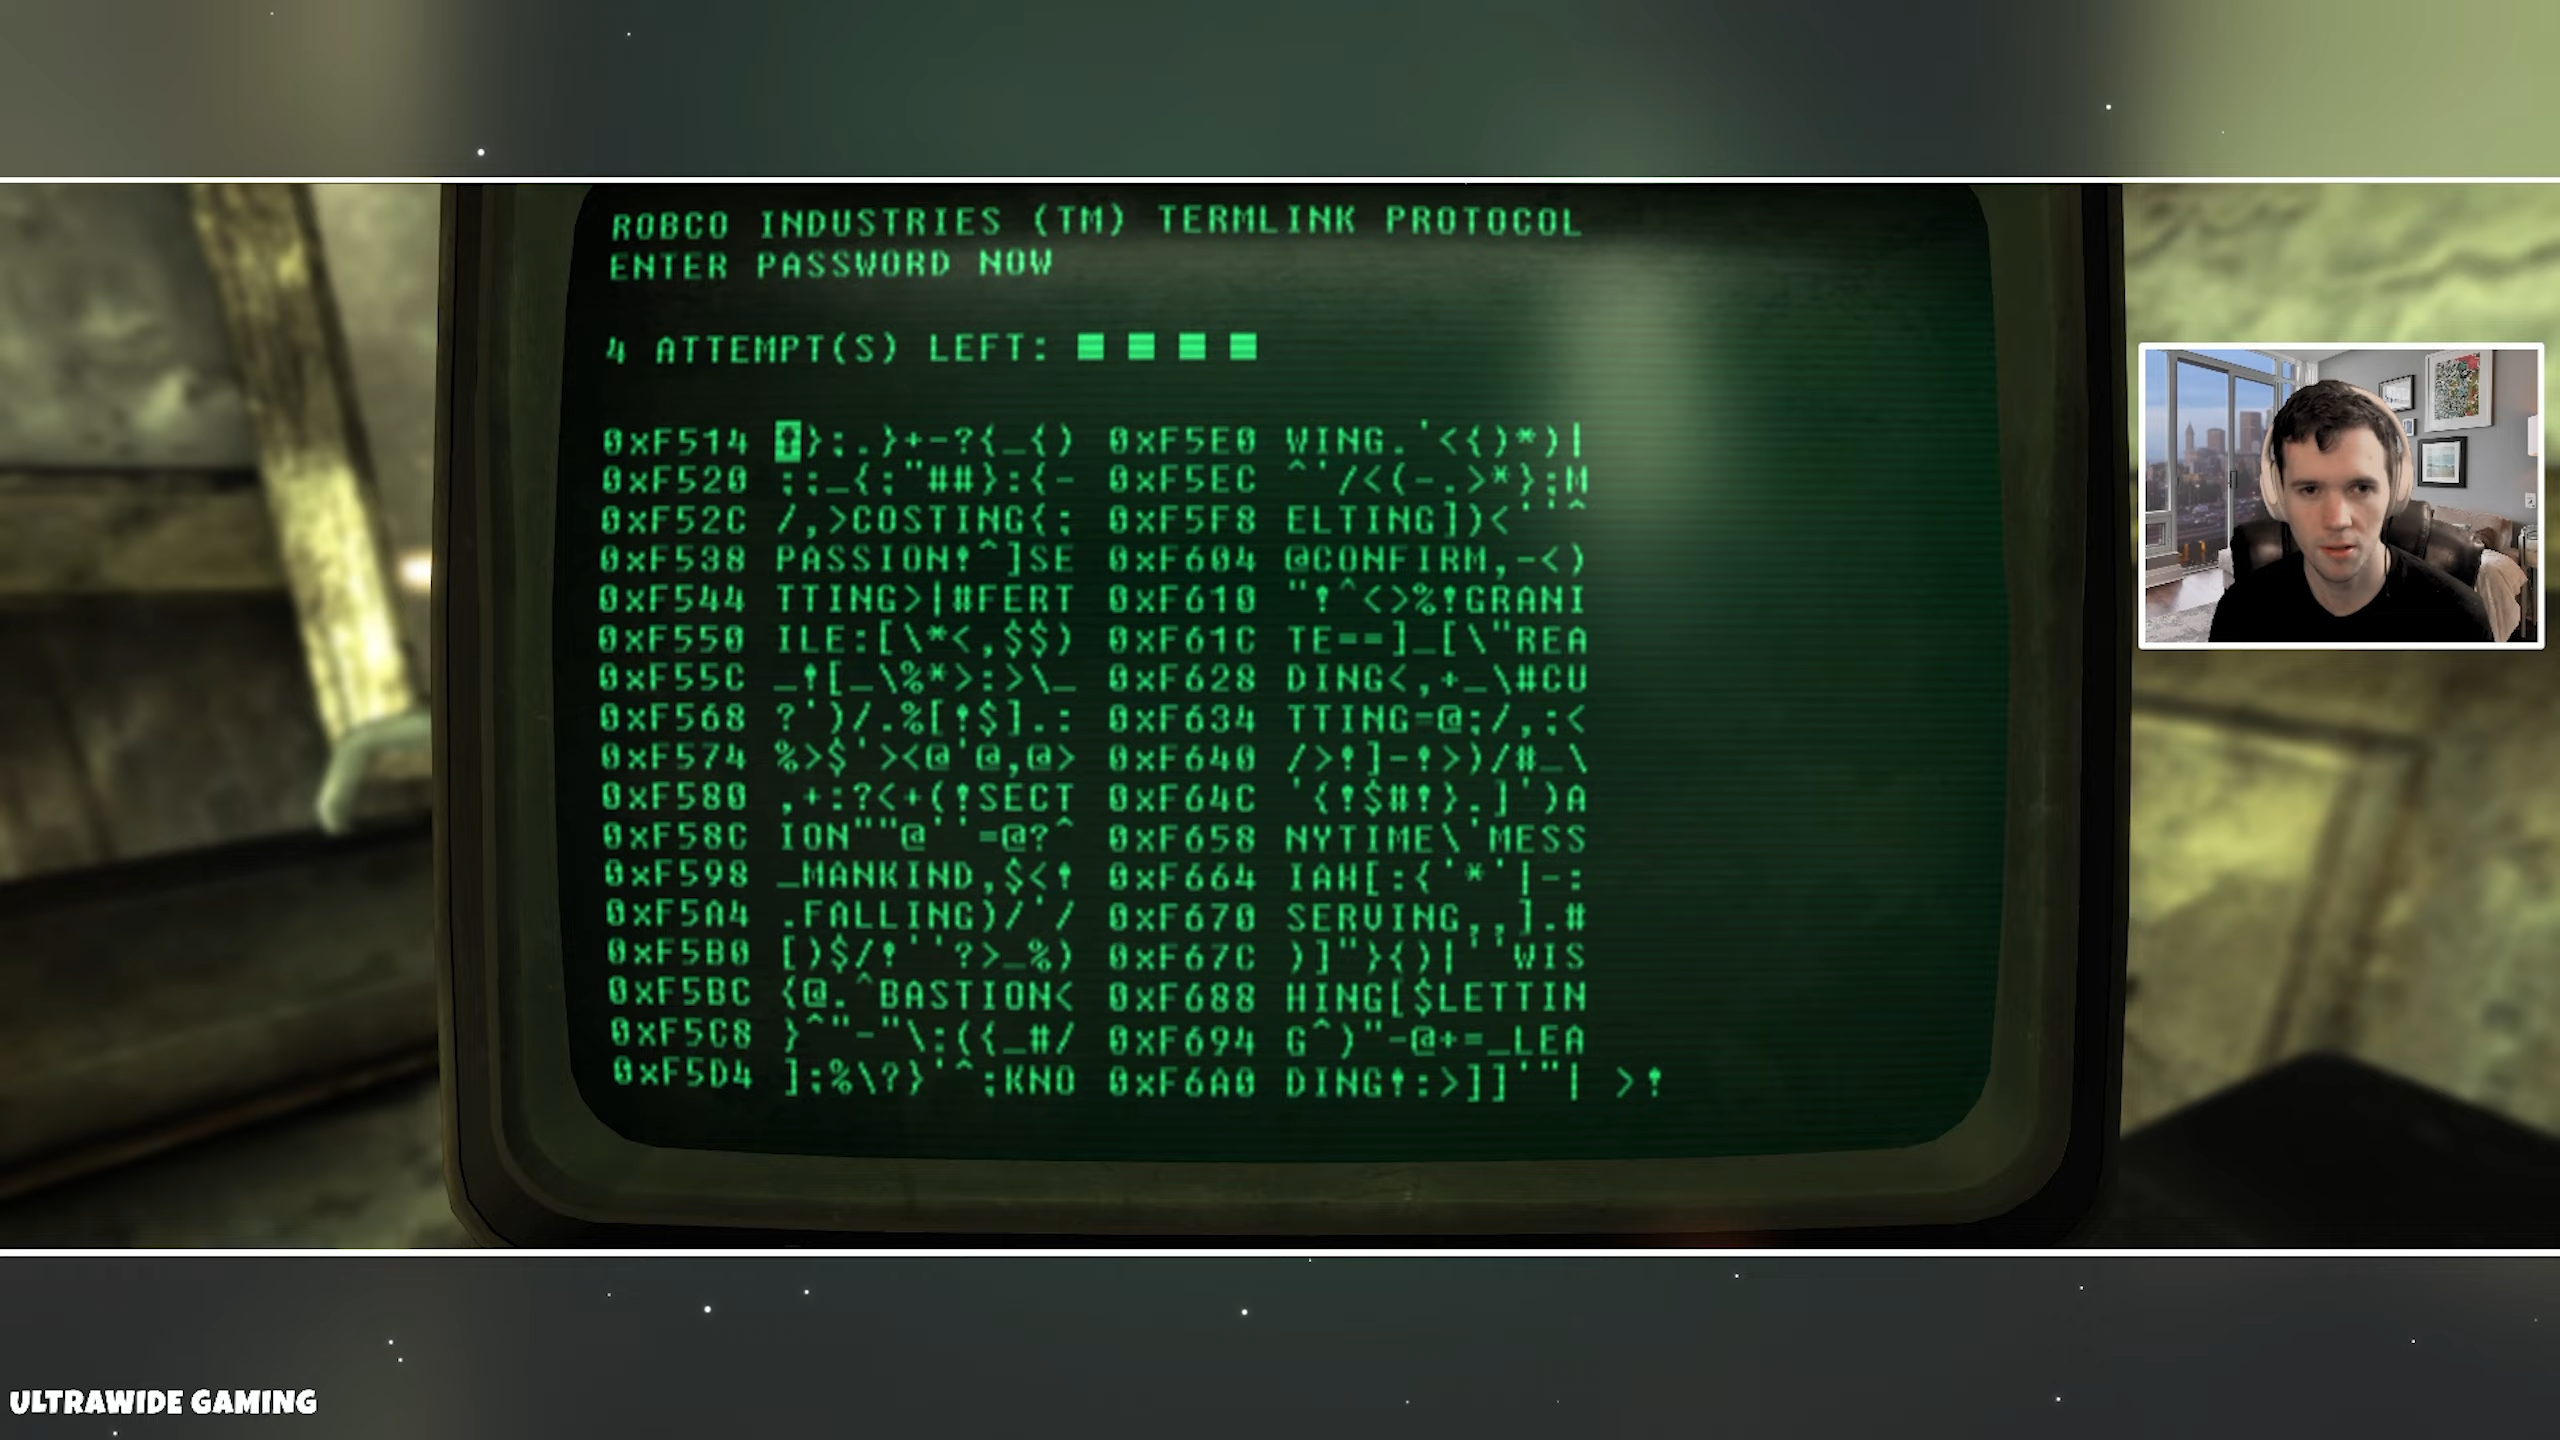 ROBCO INDUSTRIES (TM) TERMLINK PROTOCOL
ENTER PASSWORD NOW
4 ATTEMPT(S) LEFT:
0xF514 !};.}+-?{_{) 0xF5E0 WING.'<{)*)|
0xF520 ;;_{;"##}:{- 0xF5EC ^'/<(-.>*};M
0xF52C /,>COSTING{; 0xF5F8 ELTING])<''^
0xF538 PASSION!^]SE 0xF604 @CONFIRM,-<)
0xF544 TTING>|#FERT 0xF610 "!^<>%!GRANI
0xF550 ILE:[\*<,$$) 0xF61C TE==]_[\"REA
0xF55C _![_\%*>:>\_ 0xF628 DING<,+_\#CU
0xF568 ?')/.%[!$].: 0xF634 TTING=@;/,:<
0xF574 %>$'><@'@,@> 0xF640 />!]-!>)/#_\
0xF580 ,+:?<+(!SECT 0xF64C '{!$#!}.]')A
0xF58C ION""@''=@?^ 0xF658 NYTIME\'MESS
0xF598 _MANKIND,$<! 0xF664 IAH[:{'*'|-:
0xF5A4 .FALLING)/'/ 0xF670 SERVING,,].#
0xF5B0 [)$/!''?>_%) 0xF67C )]"}{)|''WIS
0xF5BC {@.^BASTION< 0xF688 HING[$LETTIN
0xF5C8 }^"-"\:({_#/ 0xF694 G^)"-@+=_LEA
0xF5D4 ];%\?}'^;KNO 0xF6A0 DING!:>]]'"| >!
ULTRAWIDE GAMING